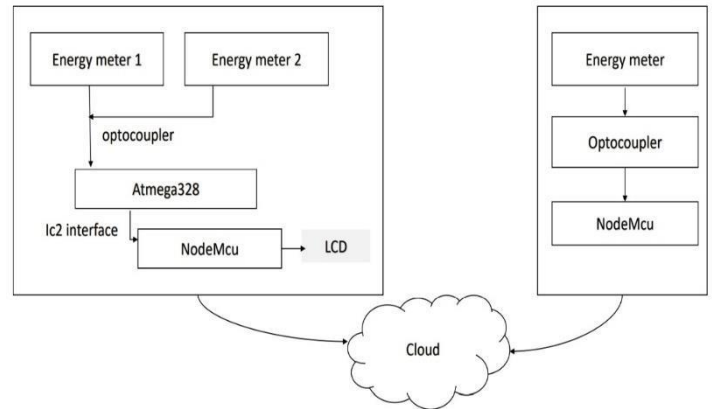 Energy meter 1
Energy meter 2
optocoupler
Atmega328
Ic2 interface
NodeMcu
LCD
Energy meter
Optocoupler
NodeMcu
Cloud